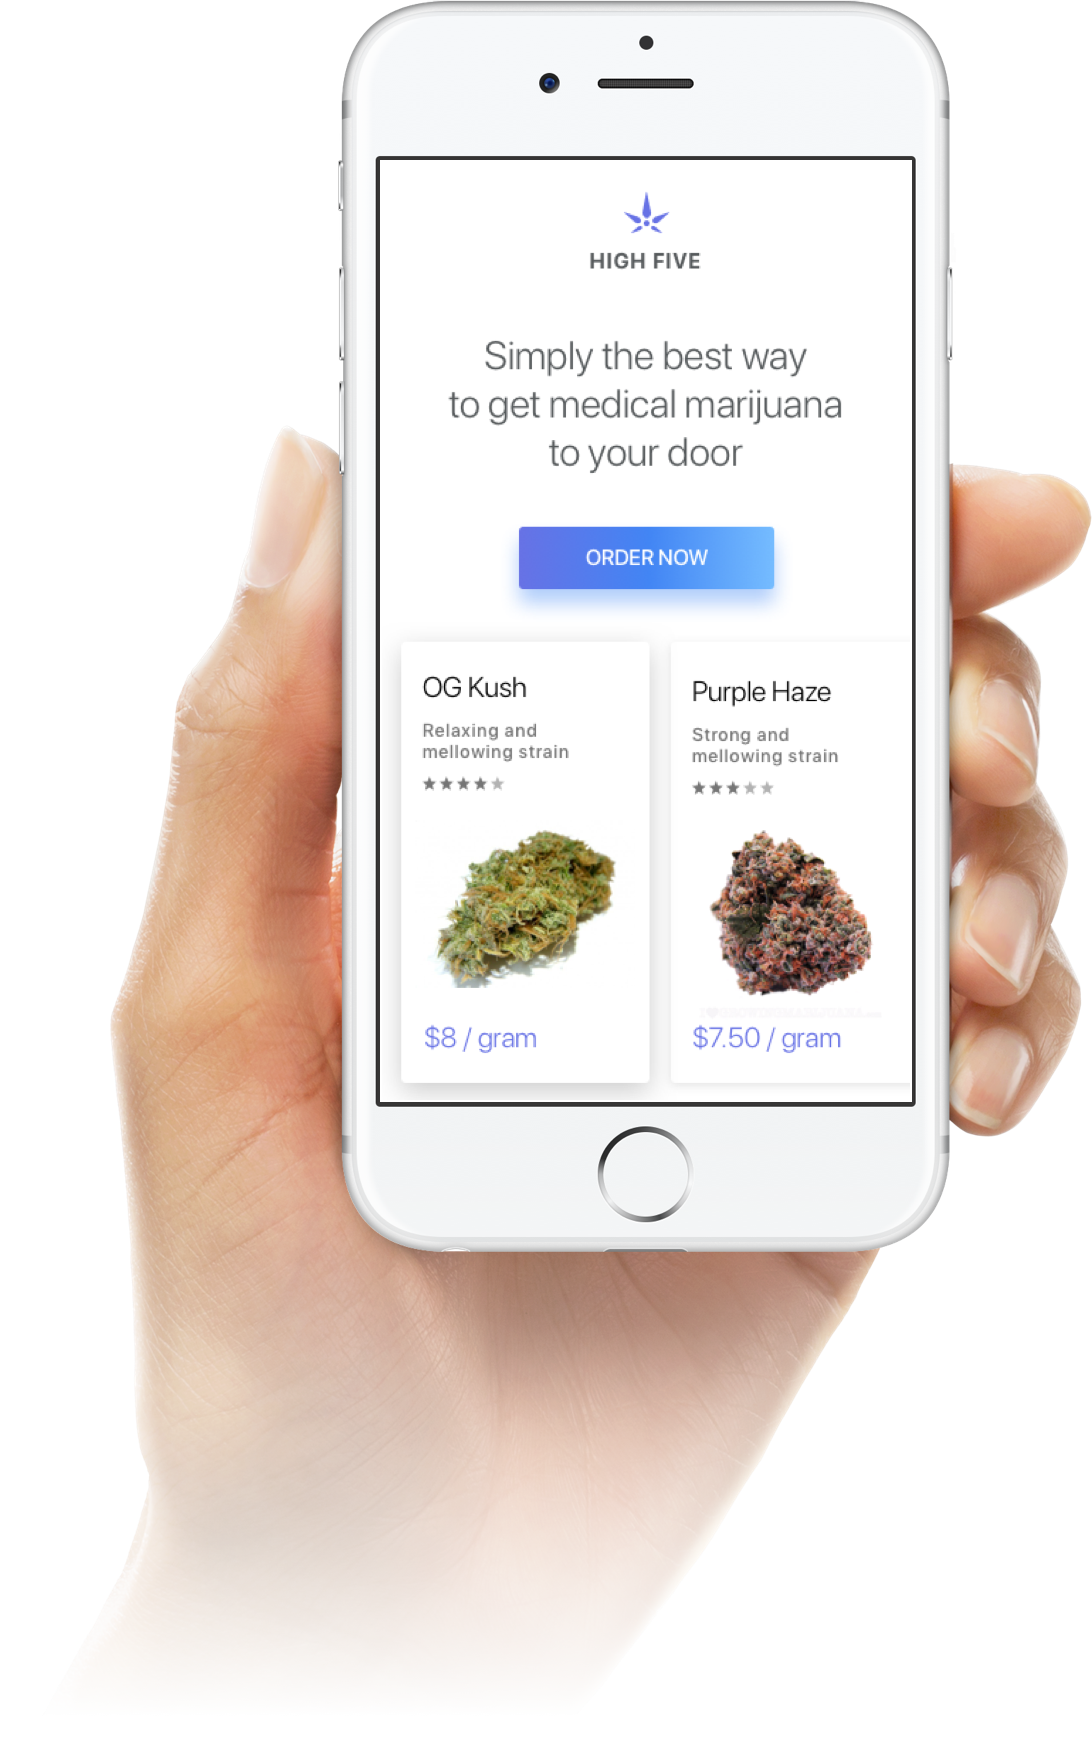 HIGH FIVE
Simply the best way
to get medical marijuana
to your door
ORDER NOW
OG Kush
Relaxing and
mellowing strain
$8 / gram
Purple Haze
Strong and
mellowing strain
$7.50 / gram